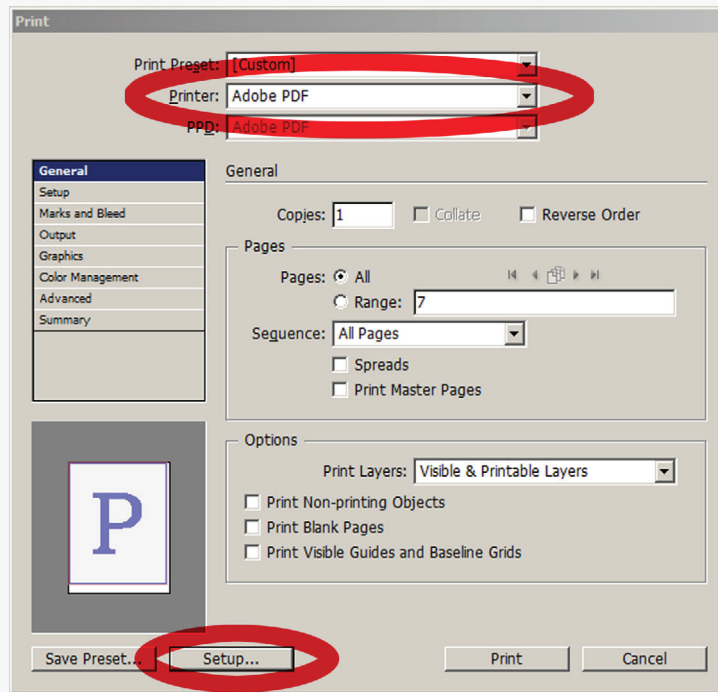 Print
Print Preset: [Custom]
Printer: Adobe PDF
PPD: Adobe PDF
General
Setup
Marks and Bleed
Output
Graphics
Color Management
Advanced
Summary
General
Copies: 1 Collate Reverse Order
Pages
Pages: All
Range: 7
Sequence: All Pages
Spreads
Print Master Pages
Options
Print Layers: Visible & Printable Layers
Print Non-printing Objects
Print Blank Pages
Print Visible Guides and Baseline Grids
P
Save Preset... Setup... Print Cancel